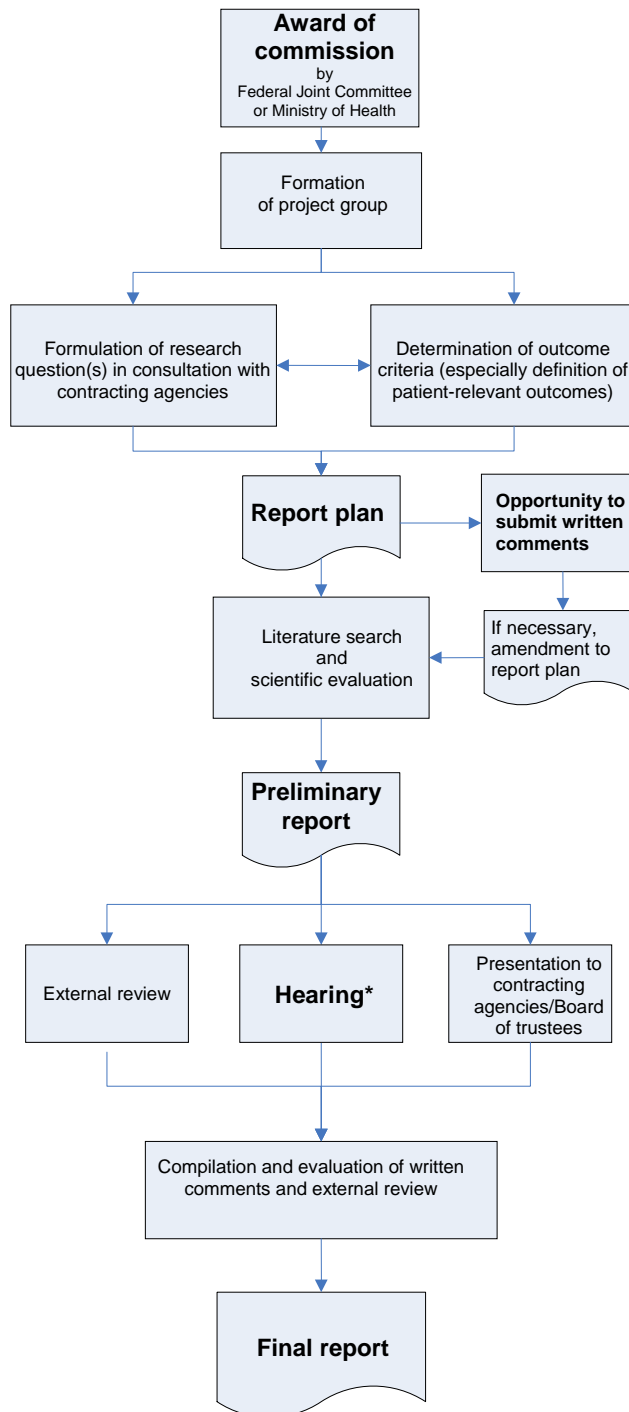 Award of
commission
by
Federal Joint Committee
or Ministry of Health
Formation
of project group
Formulation of research
question(s) in consultation with
contracting agencies
Determination of outcome
criteria (especially definition of
patient-relevant outcomes)
Report plan
Opportunity to
submit written
comments
If necessary,
amendment to
report plan
Literature search
and
scientific evaluation
Preliminary
report
External review
Hearing*
Presentation to
contracting
agencies/Board
of trustees
Compilation and evaluation of written
comments and external review
Final report